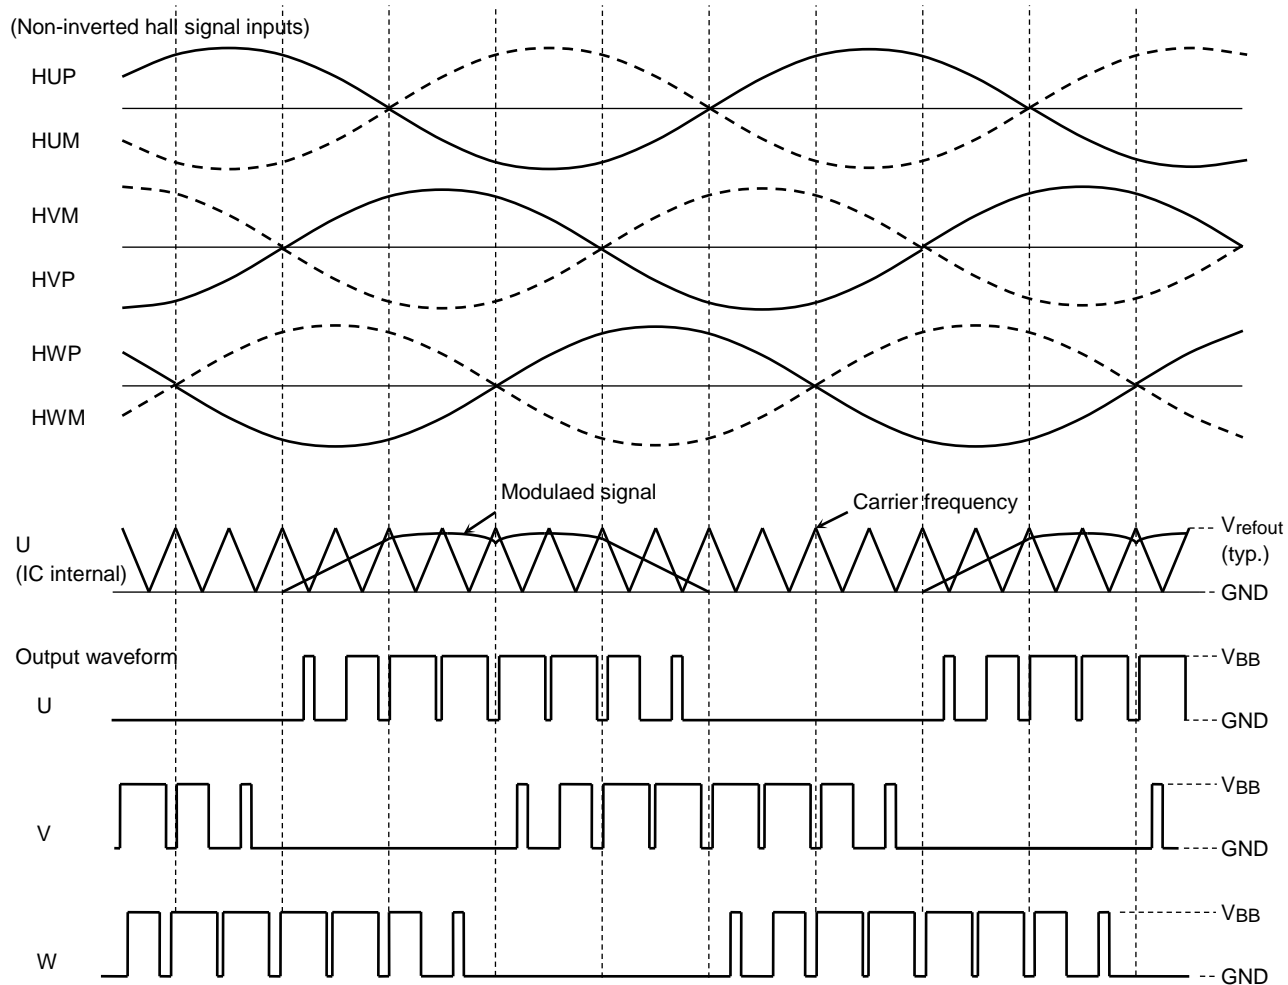 (Non-inverted hall signal inputs)
HUP
HUM
HVM
HVP
HWP
HWM
Modulaed signal
Carrier frequency
U
(IC internal)
Vrefout
(typ.)
GND
Output waveform
U
VBB
GND
V
VBB
GND
W
VBB
GND